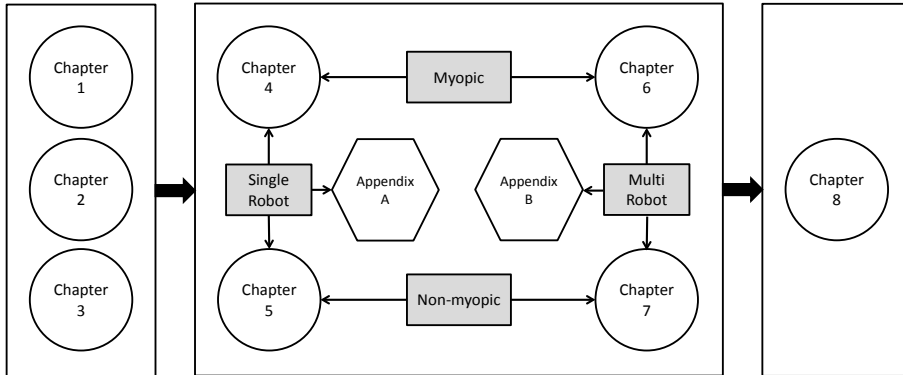 Chapter
1
Chapter
2
Chapter
3
Chapter
4
Myopic
Chapter
6
Single
Robot
Appendix
A
Appendix
B
Multi
Robot
Chapter
5
Non-myopic
Chapter
7
Chapter
8